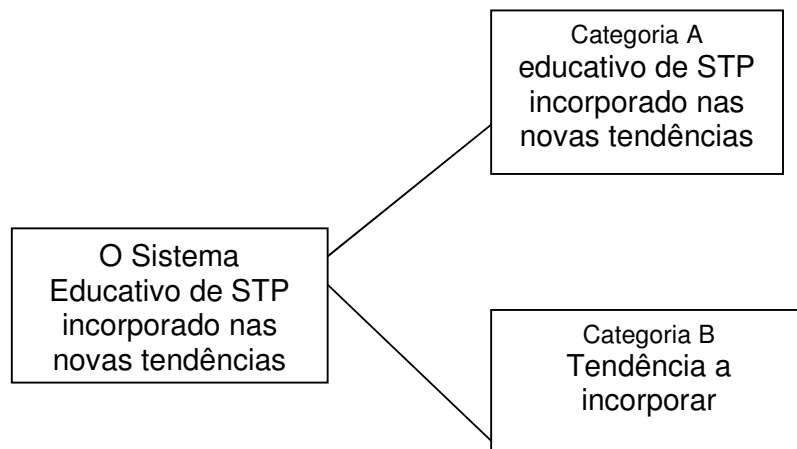 Categoria A
educativo de STP
incorporado nas
novas tendências
O Sistema
Educativo de STP
incorporado nas
novas tendências
Categoria B
Tendência a
incorporar